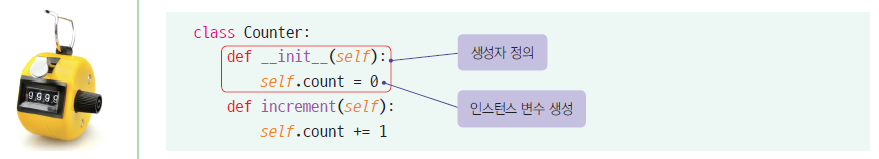 9999
class Counter:
def __init__(self):
생성자 정의
self.count = 0
인스턴스 변수 생성
def increment(self):
self.count += 1